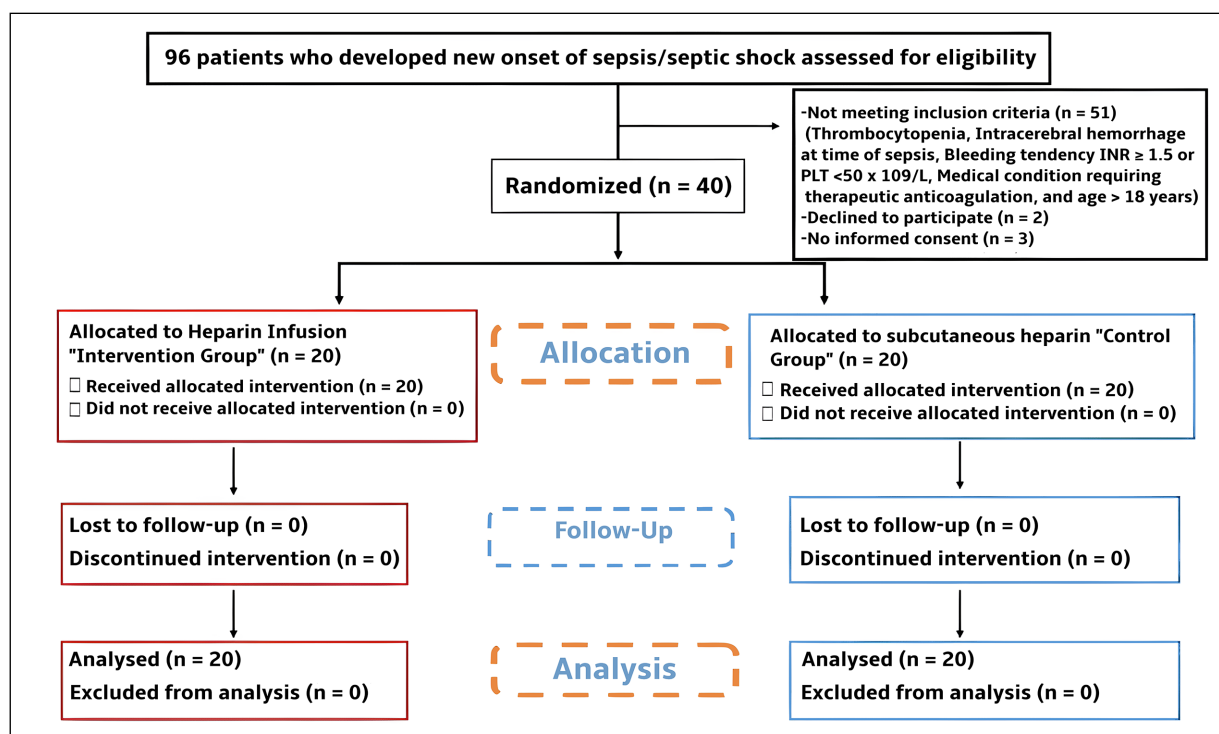 96 patients who developed new onset of sepsis/septic shock assessed for eligibility
-Not meeting inclusion criteria (n = 51)
(Thrombocytopenia, Intracerebral hemorrhage
at time of sepsis, Bleeding tendency INR ≥ 1.5 or
PLT <50 x 109/L, Medical condition requiring
therapeutic anticoagulation, and age > 18 years)
-Declined to participate (n = 2)
-No informed consent (n = 3)
Randomized (n = 40)
Allocated to Heparin Infusion
"Intervention Group" (n = 20)
□ Received allocated intervention (n = 20)
□ Did not receive allocated intervention (n = 0)
Allocation
Allocated to subcutaneous heparin "Control
Group" (n = 20)
□ Received allocated intervention (n = 20)
□ Did not receive allocated intervention (n = 0)
Lost to follow-up (n = 0)
Discontinued intervention (n = 0)
Follow-Up
Lost to follow-up (n = 0)
Discontinued intervention (n = 0)
Analysed (n = 20)
Excluded from analysis (n = 0)
Analysis
Analysed (n = 20)
Excluded from analysis (n = 0)